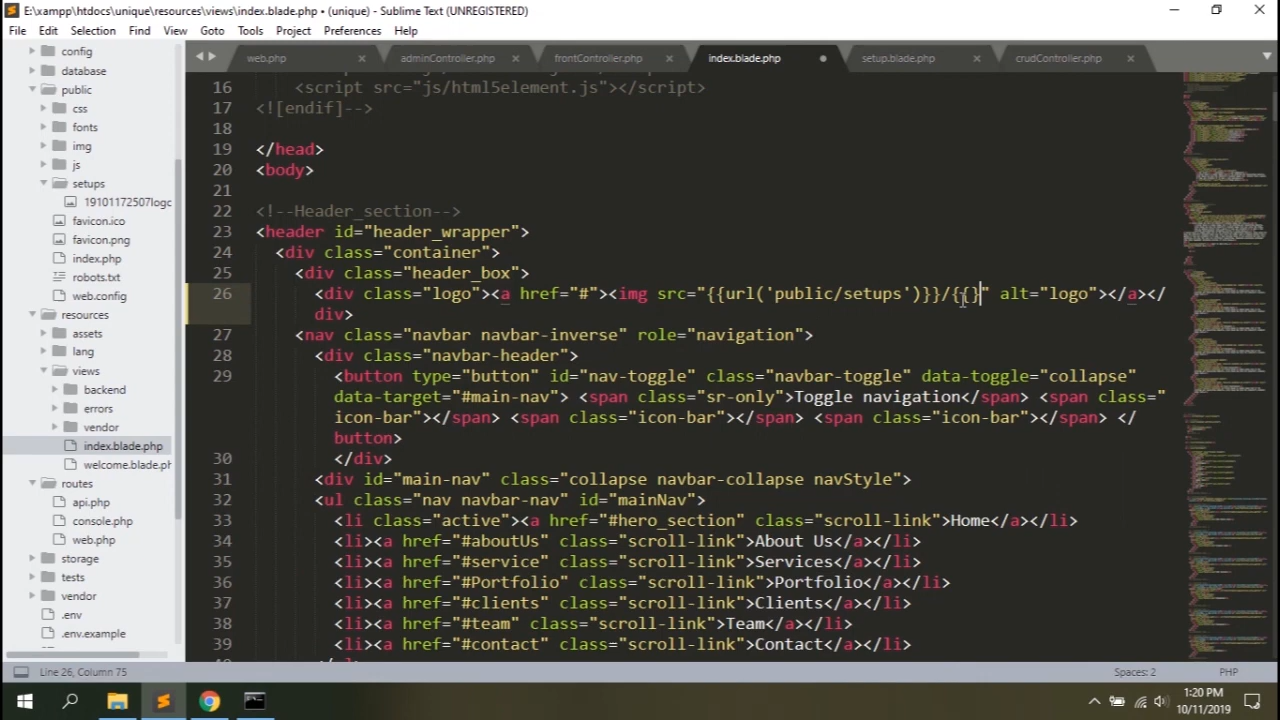 E:\xampp\htdocs\unique\resources\views\index.blade.php • (unique) - Sublime Text (UNREGISTERED)
File Edit Selection Find View Goto Tools Project Preferences Help
config
database
public
css
fonts
img
js
setups
19101172507logo
favicon.ico
favicon.png
index.php
robots.txt
web.config
resources
assets
lang
views
backend
errors
vendor
index.blade.php
welcome.blade.ph
routes
api.php
console.php
web.php
storage
tests
vendor
.env
.env.example
web.php adminController.php frontController.php index.blade.php setup.blade.php crudController.php
16 <script src="js/html5element.js"></script>
17 <![endif]-->
18
19 </head>
20 <body>
21
22 <!--Header_section-->
23 <header id="header_wrapper">
24 <div class="container">
25 <div class="header_box">
26 <div class="logo"><a href="#"><img src="{{url('public/setups')}}/{{}" alt="logo"></a></
div>
27 <nav class="navbar navbar-inverse" role="navigation">
28 <div class="navbar-header">
29 <button type="button" id="nav-toggle" class="navbar-toggle" data-toggle="collapse"
data-target="#main-nav"> <span class="sr-only">Toggle navigation</span> <span class="
icon-bar"></span> <span class="icon-bar"></span> <span class="icon-bar"></span> </
button>
30 </div>
31 <div id="main-nav" class="collapse navbar-collapse navStyle">
32 <ul class="nav navbar-nav" id="mainNav">
33 <li class="active"><a href="#hero_section" class="scroll-link">Home</a></li>
34 <li><a href="#aboutUs" class="scroll-link">About Us</a></li>
35 <li><a href="#service" class="scroll-link">Services</a></li>
36 <li><a href="#Portfolio" class="scroll-link">Portfolio</a></li>
37 <li><a href="#clients" class="scroll-link">Clients</a></li>
38 <li><a href="#team" class="scroll-link">Team</a></li>
39 <li><a href="#contact" class="scroll-link">Contact</a></li>
Line 26, Column 75 Spaces: 2 PHP
1:20 PM
10/11/2019